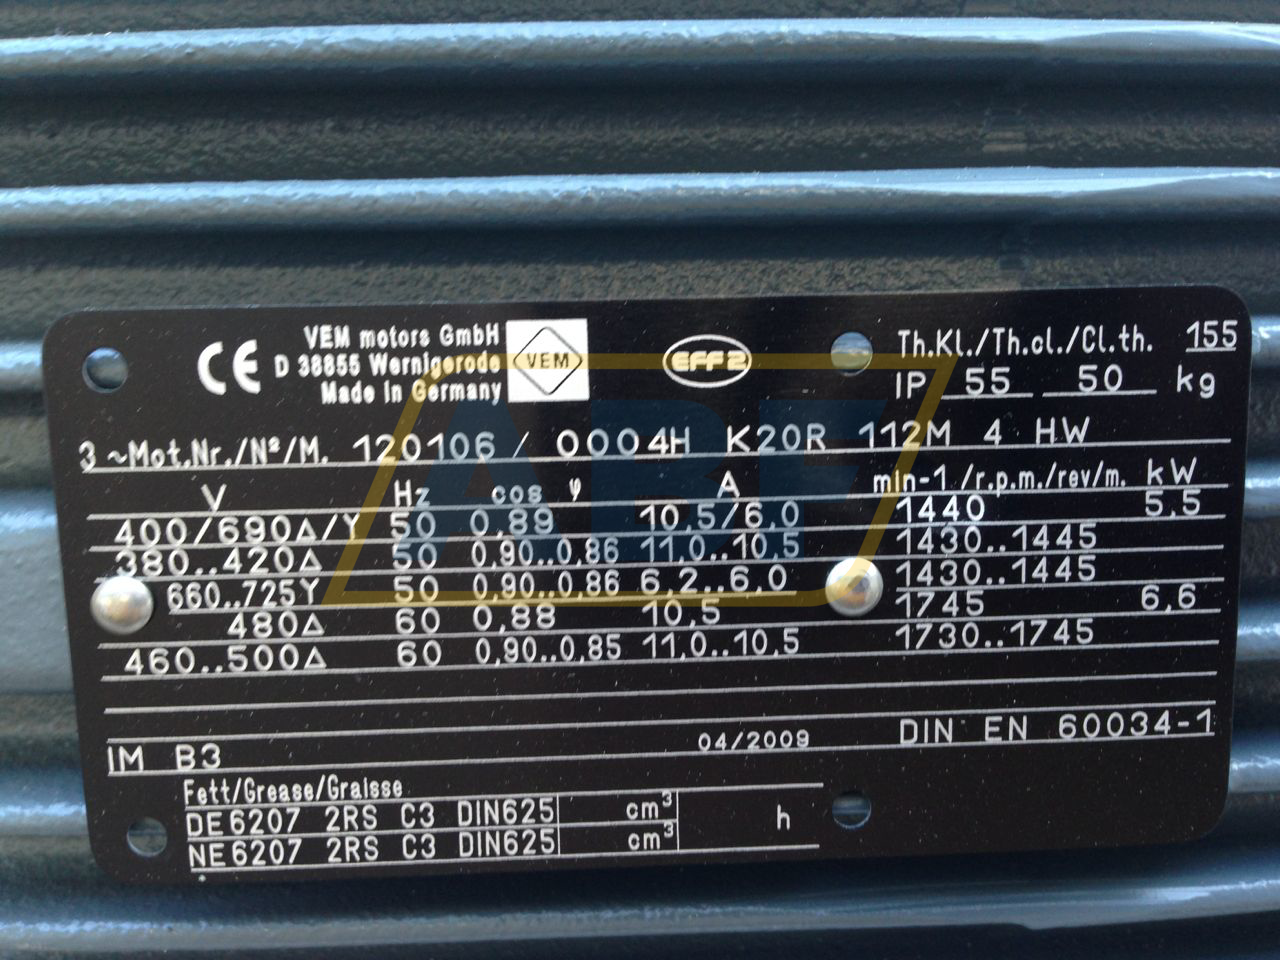 VEM motors GmbH
D 38855 Wernigerode
Made in Germany
CE
VEM
EFF2
Th.Kl./Th.cl./Cl.th. 155
IP 55 50 kg
3 ~Mot.Nr./Nº/M. 120106 / 0004H K20R 112M 4 HW
V Hz cos φ A min-1 /r.p.m./rev/m. kW
400/690Δ/Y 50 0,89 10,5/6,0 1440 5,5
380..420Δ 50 0,90..0,86 11,0..10,5 1430..1445
660..725Y 50 0,90..0,86 6,2..6,0 1430..1445
480Δ 60 0,88 10,5 1745 6,6
460..500Δ 60 0,90..0,85 11,0..10,5 1730..1745
IM B3 04/2009 DIN EN 60034-1
Fett/Grease/Graisse
DE 6207 2RS C3 DIN625 cm³ h
NE 6207 2RS C3 DIN625 cm³
ABF